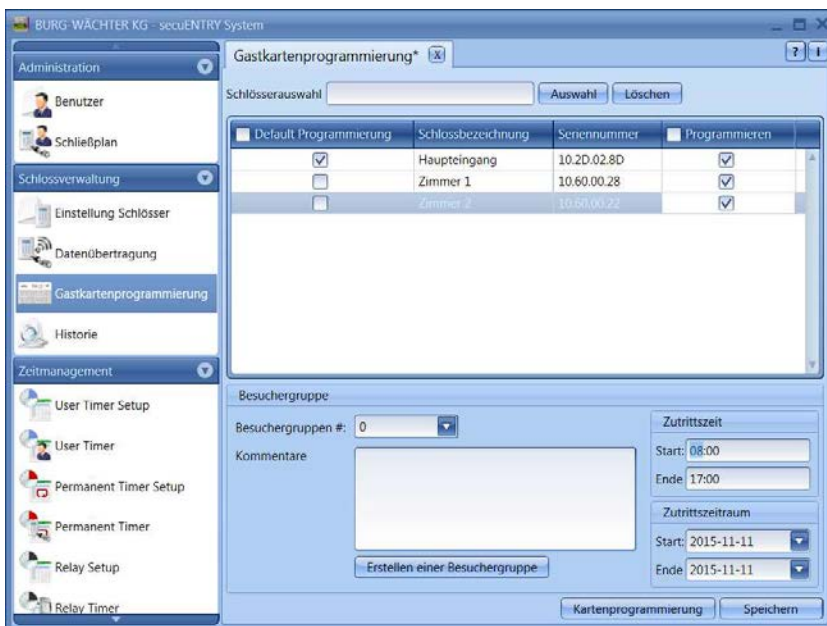 BURG-WÄCHTER KG - secuENTRY System
Administration
Benutzer
Schließplan
Schlossverwaltung
Einstellung Schlösser
Datenübertragung
Gastkartenprogrammierung
Historie
Zeitmanagement
User Timer Setup
User Timer
Permanent Timer Setup
Permanent Timer
Relay Setup
Relay Timer
Gastkartenprogrammierung* X
? i
Schlösserauswahl Auswahl Löschen
Default Programmierung Schlossbezeichnung Seriennummer Programmieren
Haupteingang 10.2D.02.8D
Zimmer 1 10.60.00.28
Zimmer 2 10.60.00.22
Besuchergruppe
Besuchergruppen #: 0
Kommentare
Erstellen einer Besuchergruppe
Zutrittszeit
Start: 08:00
Ende 17:00
Zutrittszeitraum
Start: 2015-11-11
Ende 2015-11-11
Kartenprogrammierung Speichern